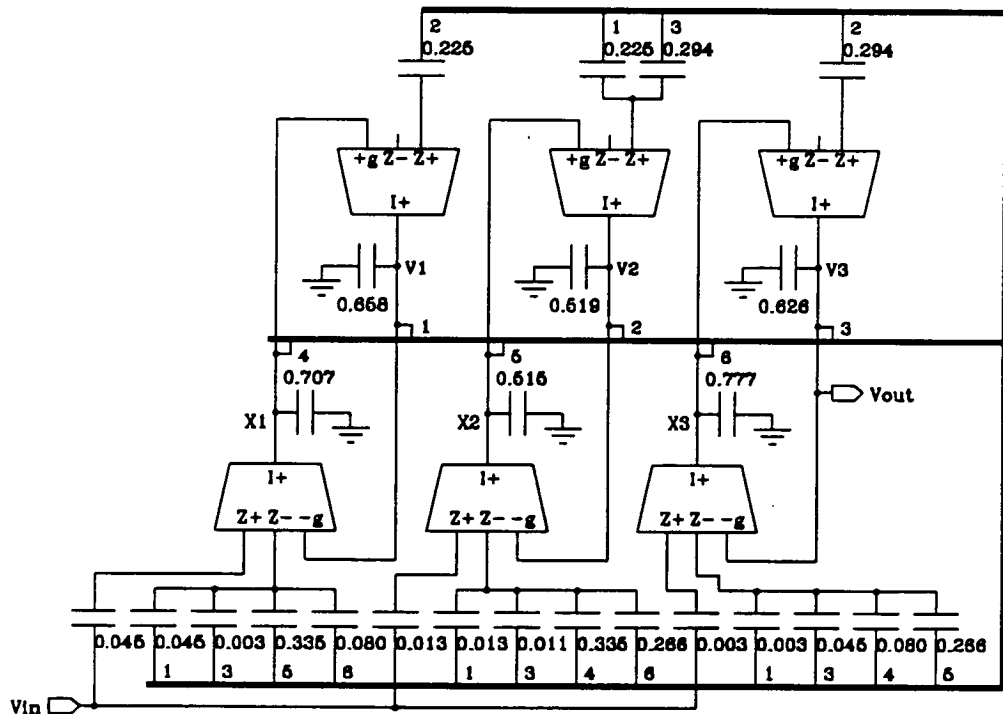 2 1 3 2
0.225 0.225 0.294 0.294
+g Z- Z+ +g Z- Z+ +g Z- Z+
I+ I+ I+
V1 V2 V3
0.658 0.519 0.626
1 2 3
4 5 6
0.707 0.515 0.777
Vout
X1 X2 X3
I+ I+ I+
Z+ Z- -g Z+ Z- -g Z+ Z- -g
0.045 0.045 0.003 0.335 0.080 0.013 0.013 0.011 0.335 0.266 0.003 0.003 0.045 0.080 0.266
1 3 5 6 1 3 4 6 1 3 4 5
Vin